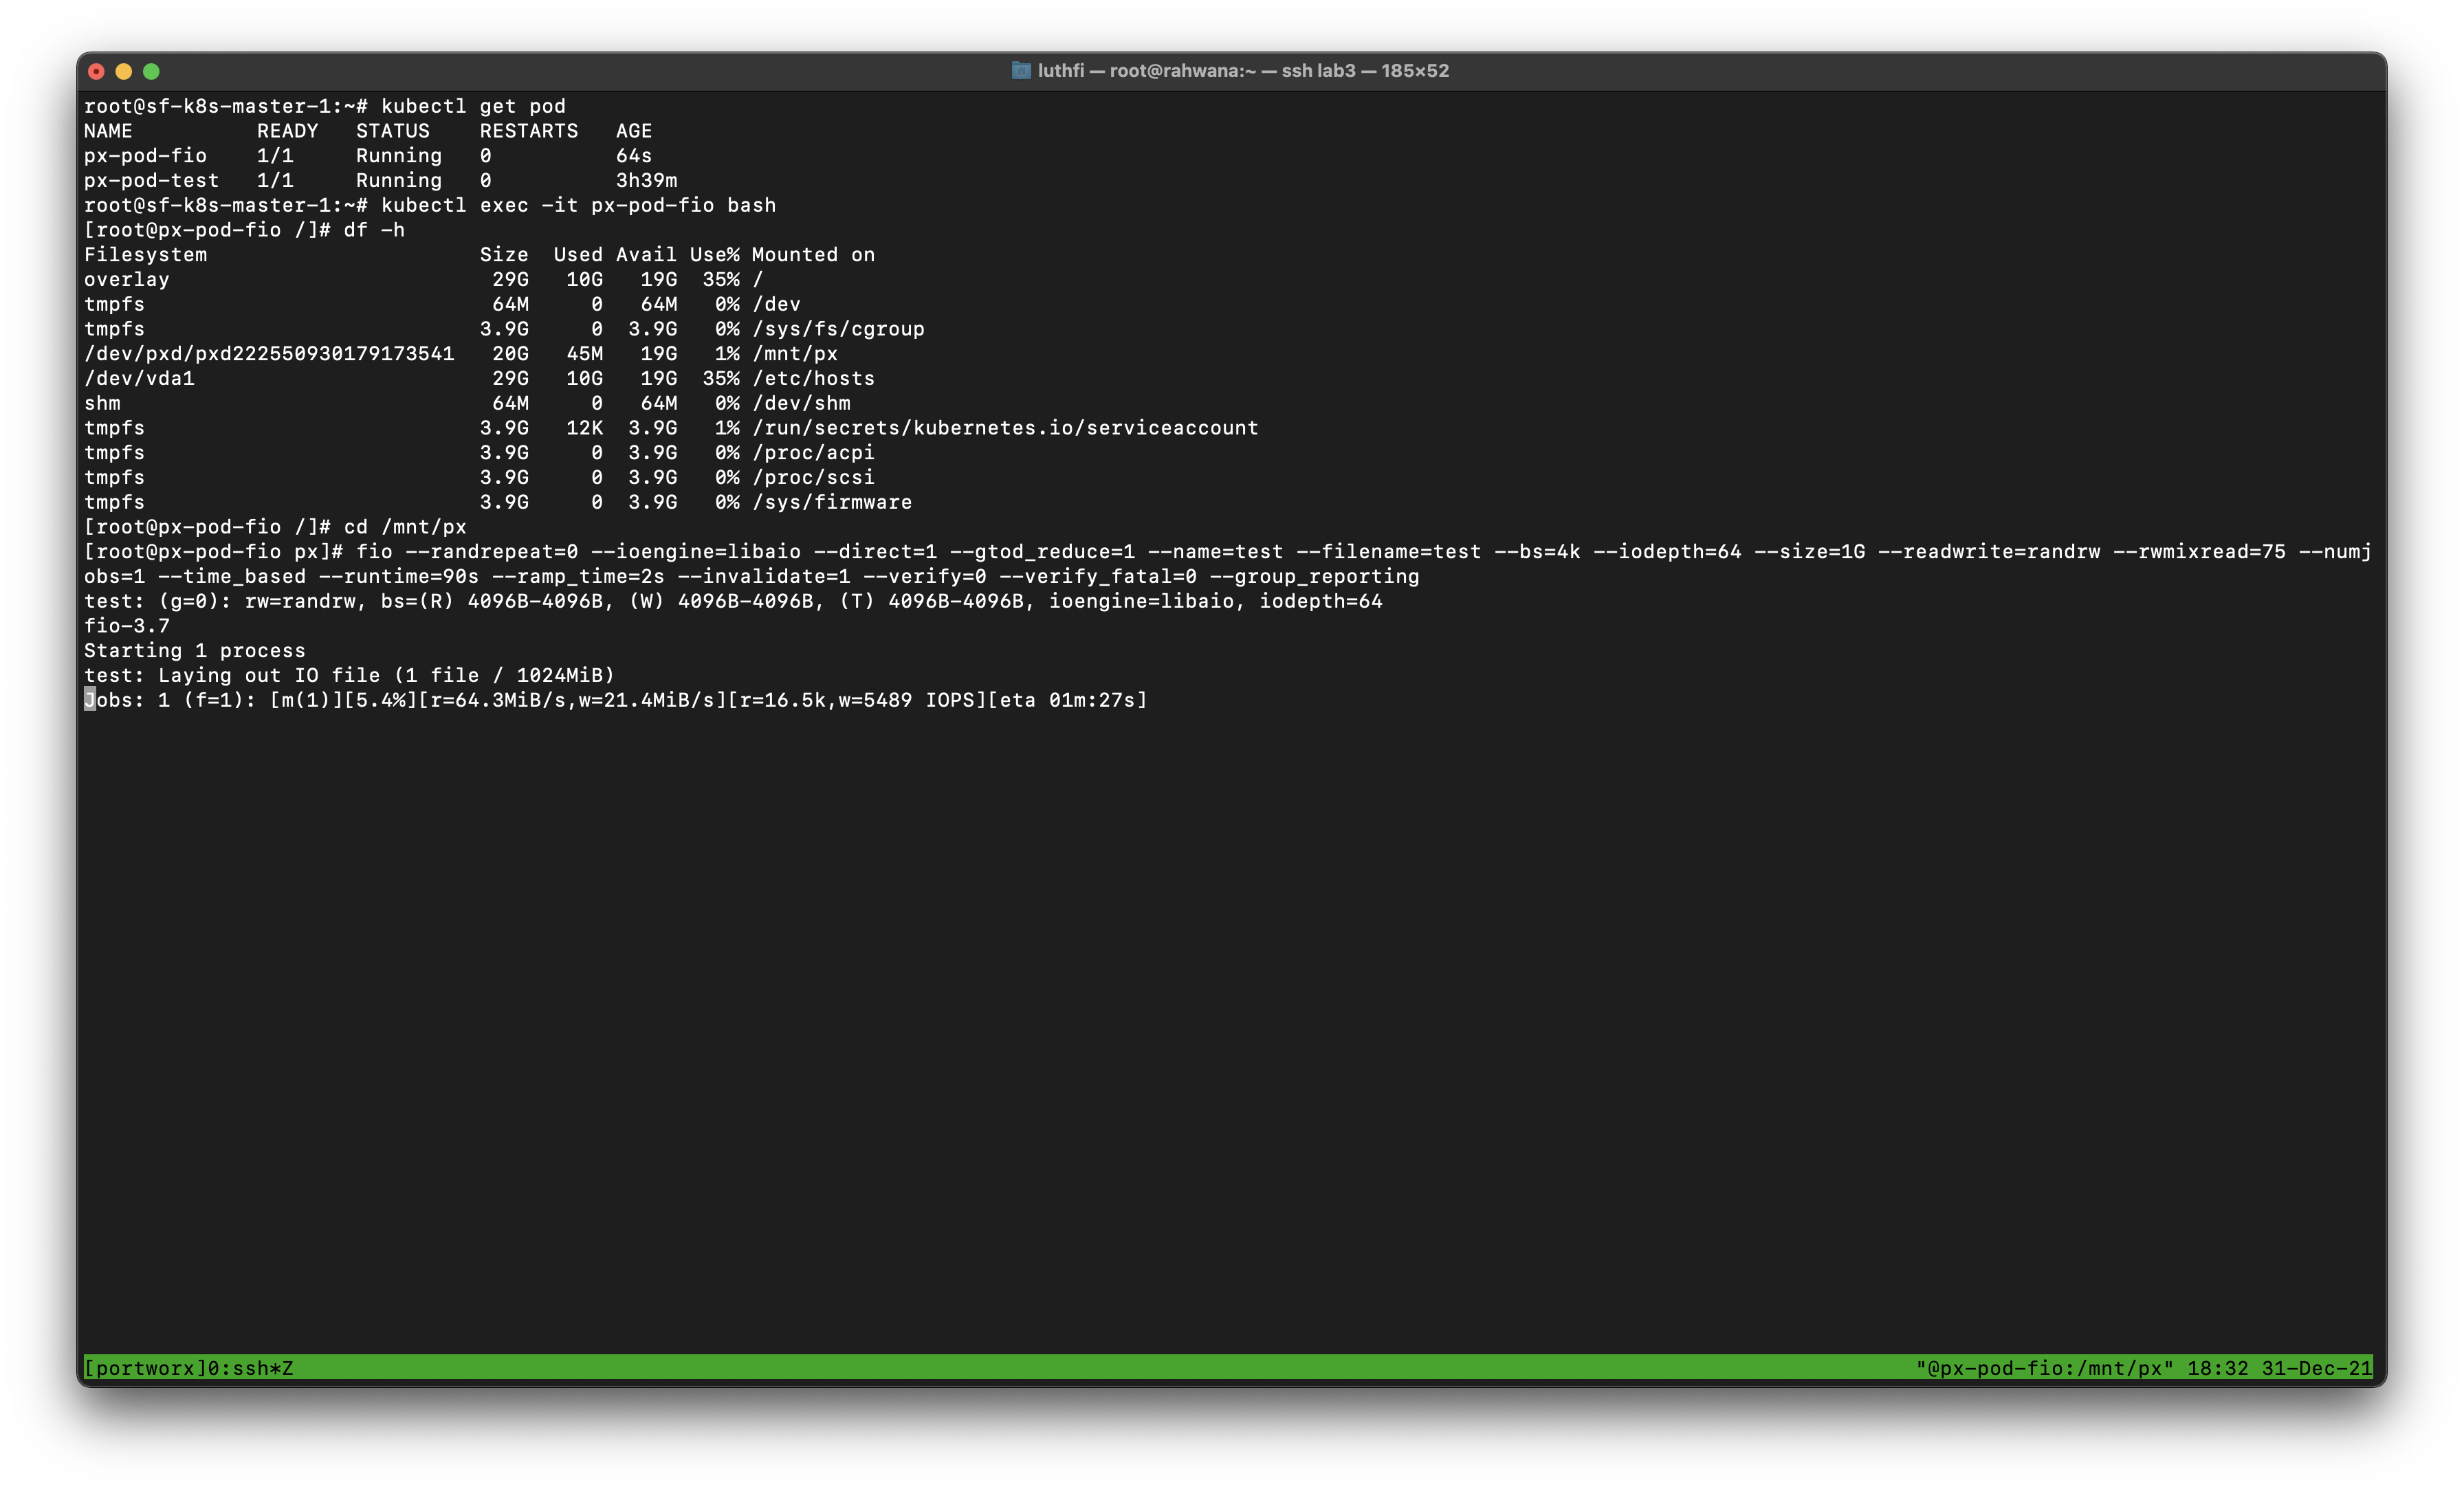 luthfi — root@rahwana:~ — ssh lab3 — 185×52
root@sf-k8s-master-1:~# kubectl get pod
NAME          READY   STATUS    RESTARTS   AGE
px-pod-fio    1/1     Running   0          64s
px-pod-test   1/1     Running   0          3h39m
root@sf-k8s-master-1:~# kubectl exec -it px-pod-fio bash
[root@px-pod-fio /]# df -h
Filesystem                      Size  Used Avail Use% Mounted on
overlay                          29G   10G   19G  35% /
tmpfs                            64M     0   64M   0% /dev
tmpfs                           3.9G     0  3.9G   0% /sys/fs/cgroup
/dev/pxd/pxd222550930179173541   20G   45M   19G   1% /mnt/px
/dev/vda1                        29G   10G   19G  35% /etc/hosts
shm                              64M     0   64M   0% /dev/shm
tmpfs                           3.9G   12K  3.9G   1% /run/secrets/kubernetes.io/serviceaccount
tmpfs                           3.9G     0  3.9G   0% /proc/acpi
tmpfs                           3.9G     0  3.9G   0% /proc/scsi
tmpfs                           3.9G     0  3.9G   0% /sys/firmware
[root@px-pod-fio /]# cd /mnt/px
[root@px-pod-fio px]# fio --randrepeat=0 --ioengine=libaio --direct=1 --gtod_reduce=1 --name=test --filename=test --bs=4k --iodepth=64 --size=1G --readwrite=randrw --rwmixread=75 --numj
obs=1 --time_based --runtime=90s --ramp_time=2s --invalidate=1 --verify=0 --verify_fatal=0 --group_reporting
test: (g=0): rw=randrw, bs=(R) 4096B-4096B, (W) 4096B-4096B, (T) 4096B-4096B, ioengine=libaio, iodepth=64
fio-3.7
Starting 1 process
test: Laying out IO file (1 file / 1024MiB)
Jobs: 1 (f=1): [m(1)][5.4%][r=64.3MiB/s,w=21.4MiB/s][r=16.5k,w=5489 IOPS][eta 01m:27s]
[portworx]0:ssh*Z "@px-pod-fio:/mnt/px" 18:32 31-Dec-21